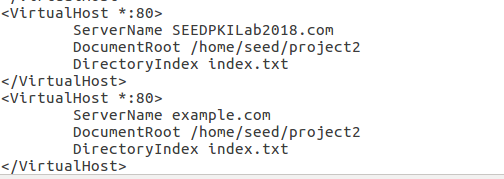 <VirtualHost *:80>
ServerName SEEDPKILab2018.com
DocumentRoot /home/seed/project2
DirectoryIndex index.txt
</VirtualHost>
<VirtualHost *:80>
ServerName example.com
DocumentRoot /home/seed/project2
DirectoryIndex index.txt
</VirtualHost>